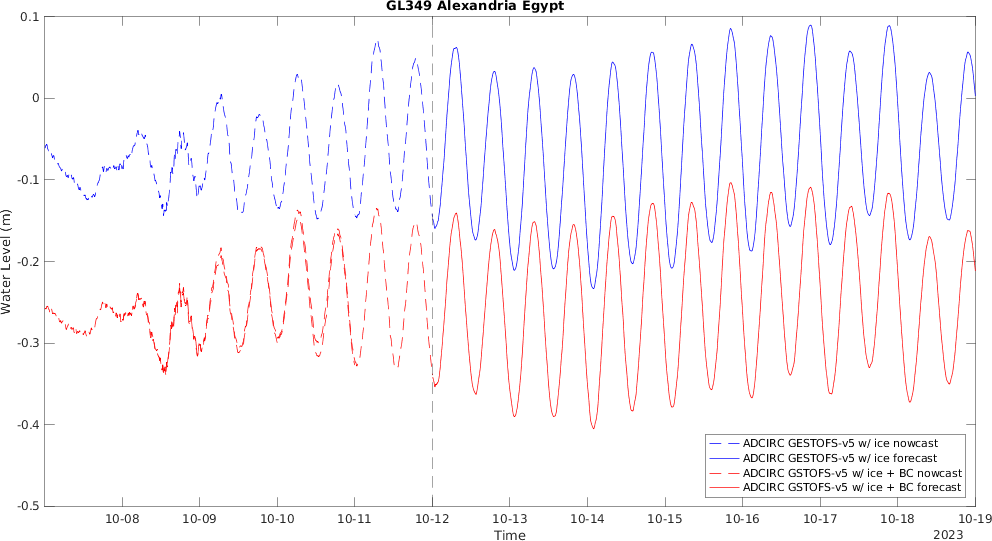 GL349 Alexandria Egypt
0.1
0
-0.1
-0.2
-0.3
-0.4
-0.5
Water Level (m)
ADCIRC GESTOFS-v5 w/ ice nowcast
ADCIRC GESTOFS-v5 w/ ice forecast
ADCIRC GSTOFS-v5 w/ ice + BC nowcast
ADCIRC GSTOFS-v5 w/ ice + BC forecast
10-08 10-09 10-10 10-11 10-12 10-13 10-14 10-15 10-16 10-17 10-18 10-19
Time
2023